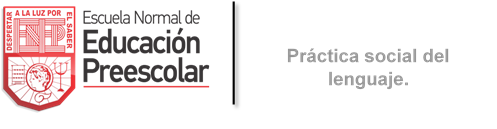 DESPERTAR A LA LUZ POR EL SABER
ENEP
Escuela Normal de
Educación
Preescolar
Práctica social del
lenguaje.